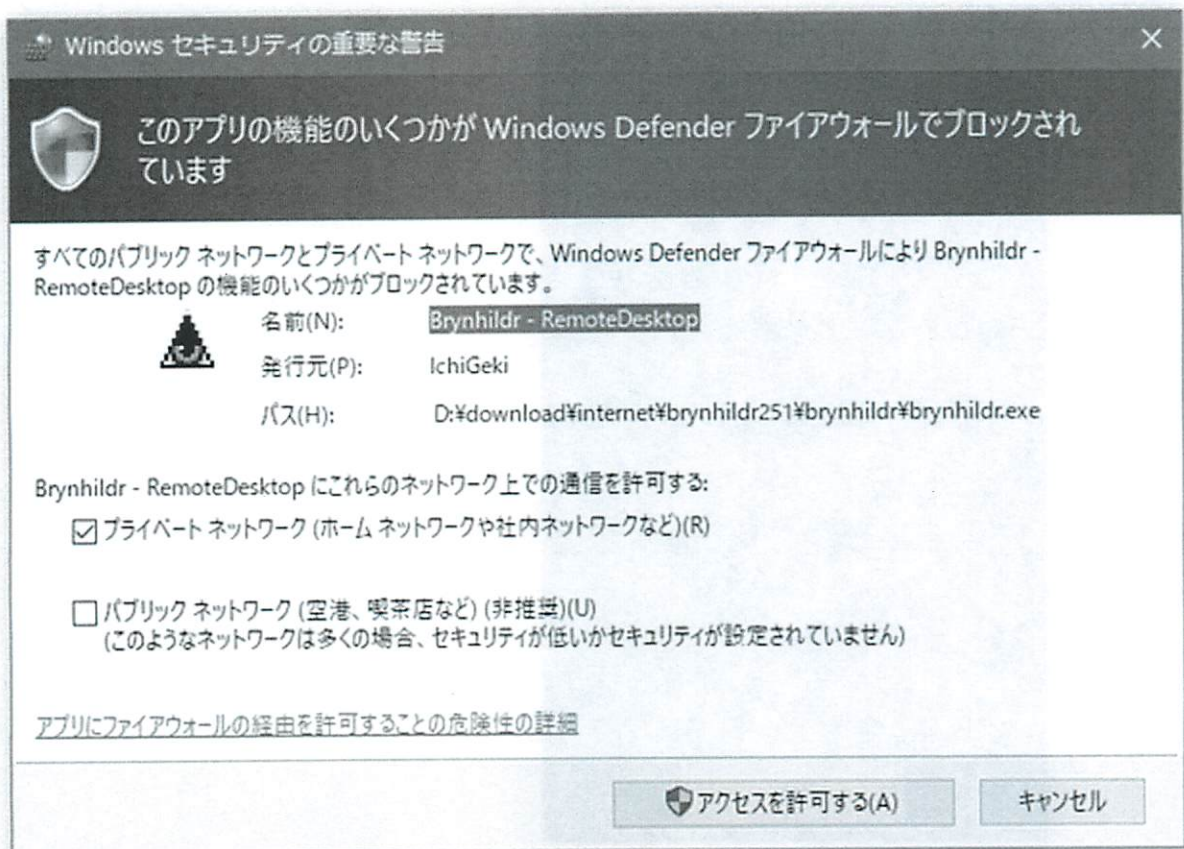 Windows セキュリティの重要な警告
このアプリの機能のいくつかが Windows Defender ファイアウォールでブロックされ
ています
すべてのパブリック ネットワークとプライベート ネットワークで、Windows Defender ファイアウォールにより Brynhildr -
RemoteDesktop の機能のいくつかがブロックされています。
名前(N): Brynhildr - RemoteDesktop
発行元(P): IchiGeki
パス(H): D:¥download¥internet¥brynhildr251¥brynhildr¥brynhildr.exe
Brynhildr - RemoteDesktop にこれらのネットワーク上での通信を許可する:
プライベート ネットワーク (ホーム ネットワークや社内ネットワークなど)(R)
パブリック ネットワーク (空港、喫茶店など) (非推奨)(U)
(このようなネットワークは多くの場合、セキュリティが低いかセキュリティが設定されていません)
アプリにファイアウォールの経由を許可することの危険性の詳細
アクセスを許可する(A) キャンセル